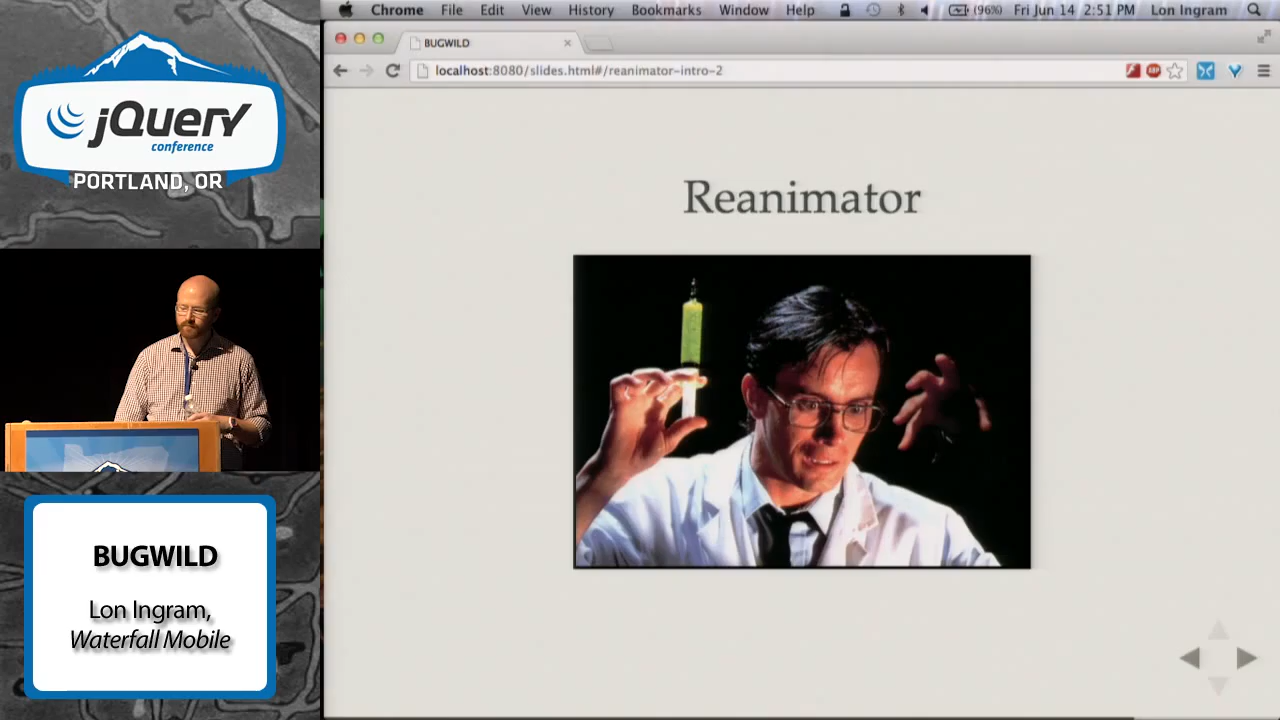 jQuery
conference
PORTLAND, OR
BUGWILD
Lon Ingram,
Waterfall Mobile
Chrome File Edit View History Bookmarks Window Help (96%) Fri Jun 14 2:51 PM Lon Ingram
BUGWILD
localhost:8080/slides.html#/reanimator-intro-2
ABP
Reanimator